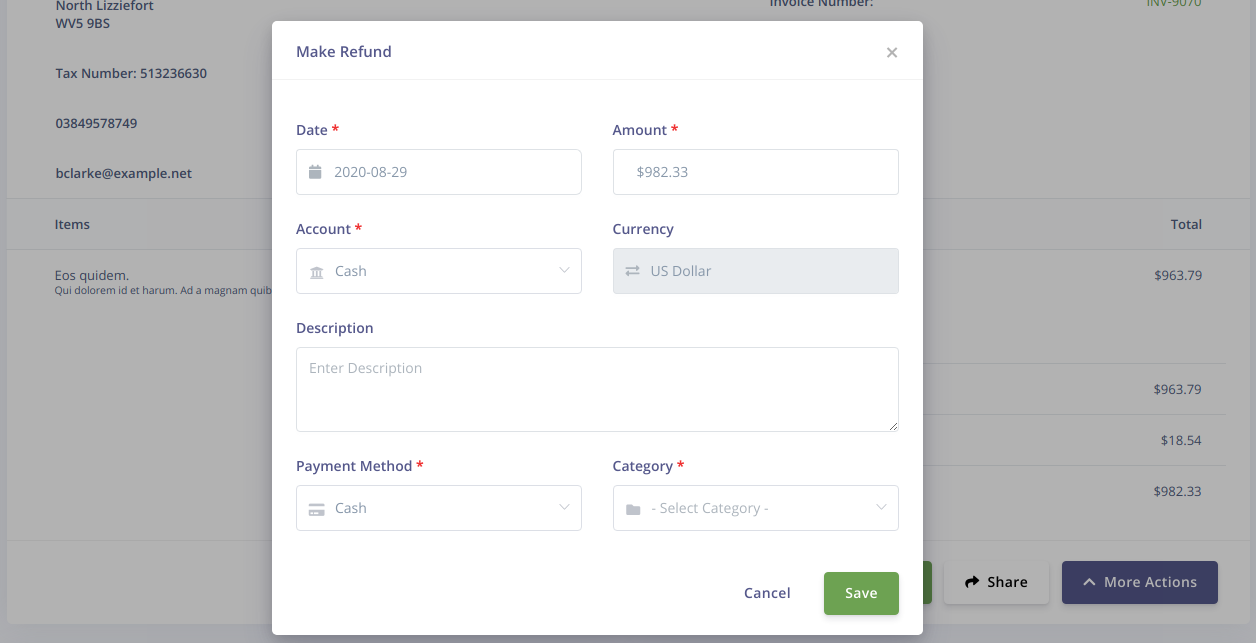 North Lizziefort
Invoice Number:
INV-9070
WV5 9BS
Tax Number: 513236630
03849578749
bclarke@example.net
Items
Total
Eos quidem.
$963.79
Qui dolorem id et harum. Ad a magnam quib
$963.79
$18.54
$982.33
Share
More Actions
Make Refund
×
Date *
Amount *
2020-08-29
$982.33
Account *
Currency
Cash
US Dollar
Description
Enter Description
Payment Method *
Category *
Cash
- Select Category -
Cancel
Save